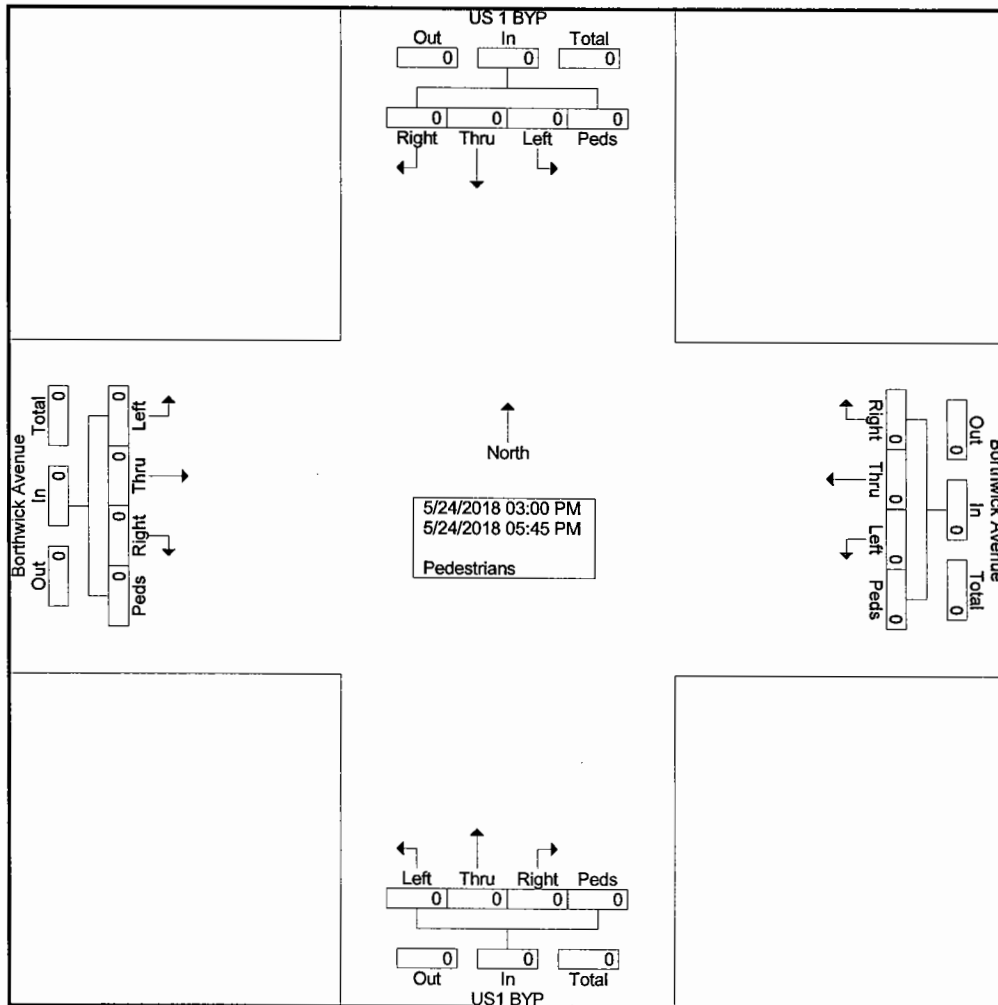 US 1 BYP
Out In Total
0 0 0
0 0 0 0
Right Thru Left Peds
Borthwick Avenue
Total In Out
0 0 0
0 0 0 0
Left Thru Right Peds
North
5/24/2018 03:00 PM
5/24/2018 05:45 PM
Pedestrians
Right Thru Left Peds
0 0 0 0
0 0 0
Out In Total
Borthwick Avenue
Left Thru Right Peds
0 0 0 0
0 0 0
Out In Total
US1 BYP